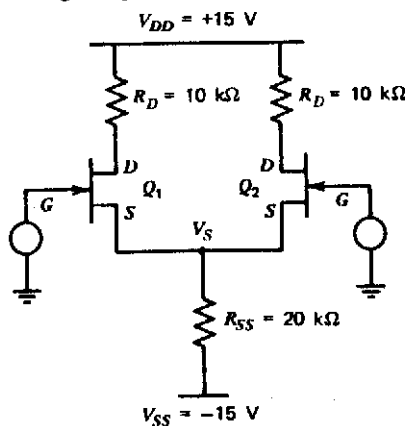 V_DD = +15 V
R_D = 10 kΩ
R_D = 10 kΩ
D
D
G
Q_1
Q_2
G
S
S
V_S
R_SS = 20 kΩ
V_SS = −15 V